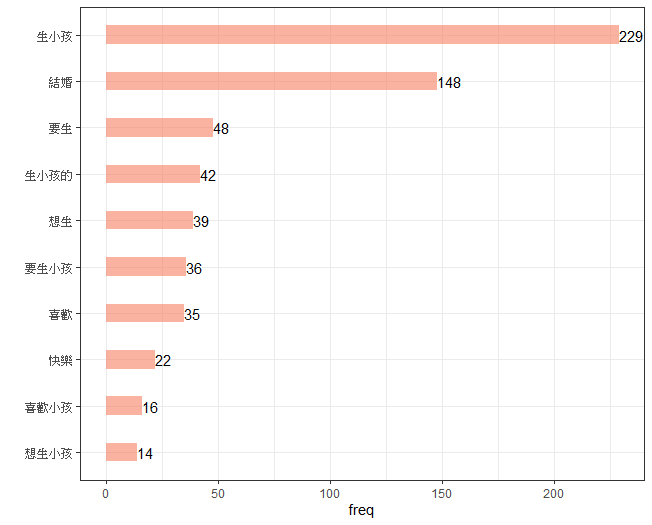 生小孩 229
結婚 148
要生 48
生小孩的 42
想生 39
要生小孩 36
喜歡 35
快樂 22
喜歡小孩 16
想生小孩 14
0 50 100 150 200
freq